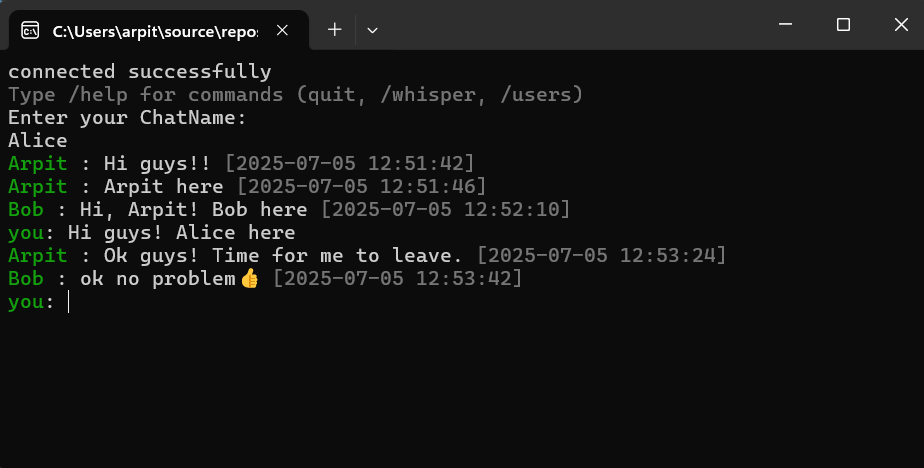 C:\Users\arpit\source\repos
connected successfully
Type /help for commands (quit, /whisper, /users)
Enter your ChatName:
Alice
Arpit : Hi guys!! [2025-07-05 12:51:42]
Arpit : Arpit here [2025-07-05 12:51:46]
Bob : Hi, Arpit! Bob here [2025-07-05 12:52:10]
you: Hi guys! Alice here
Arpit : Ok guys! Time for me to leave. [2025-07-05 12:53:24]
Bob : ok no problem👍 [2025-07-05 12:53:42]
you: